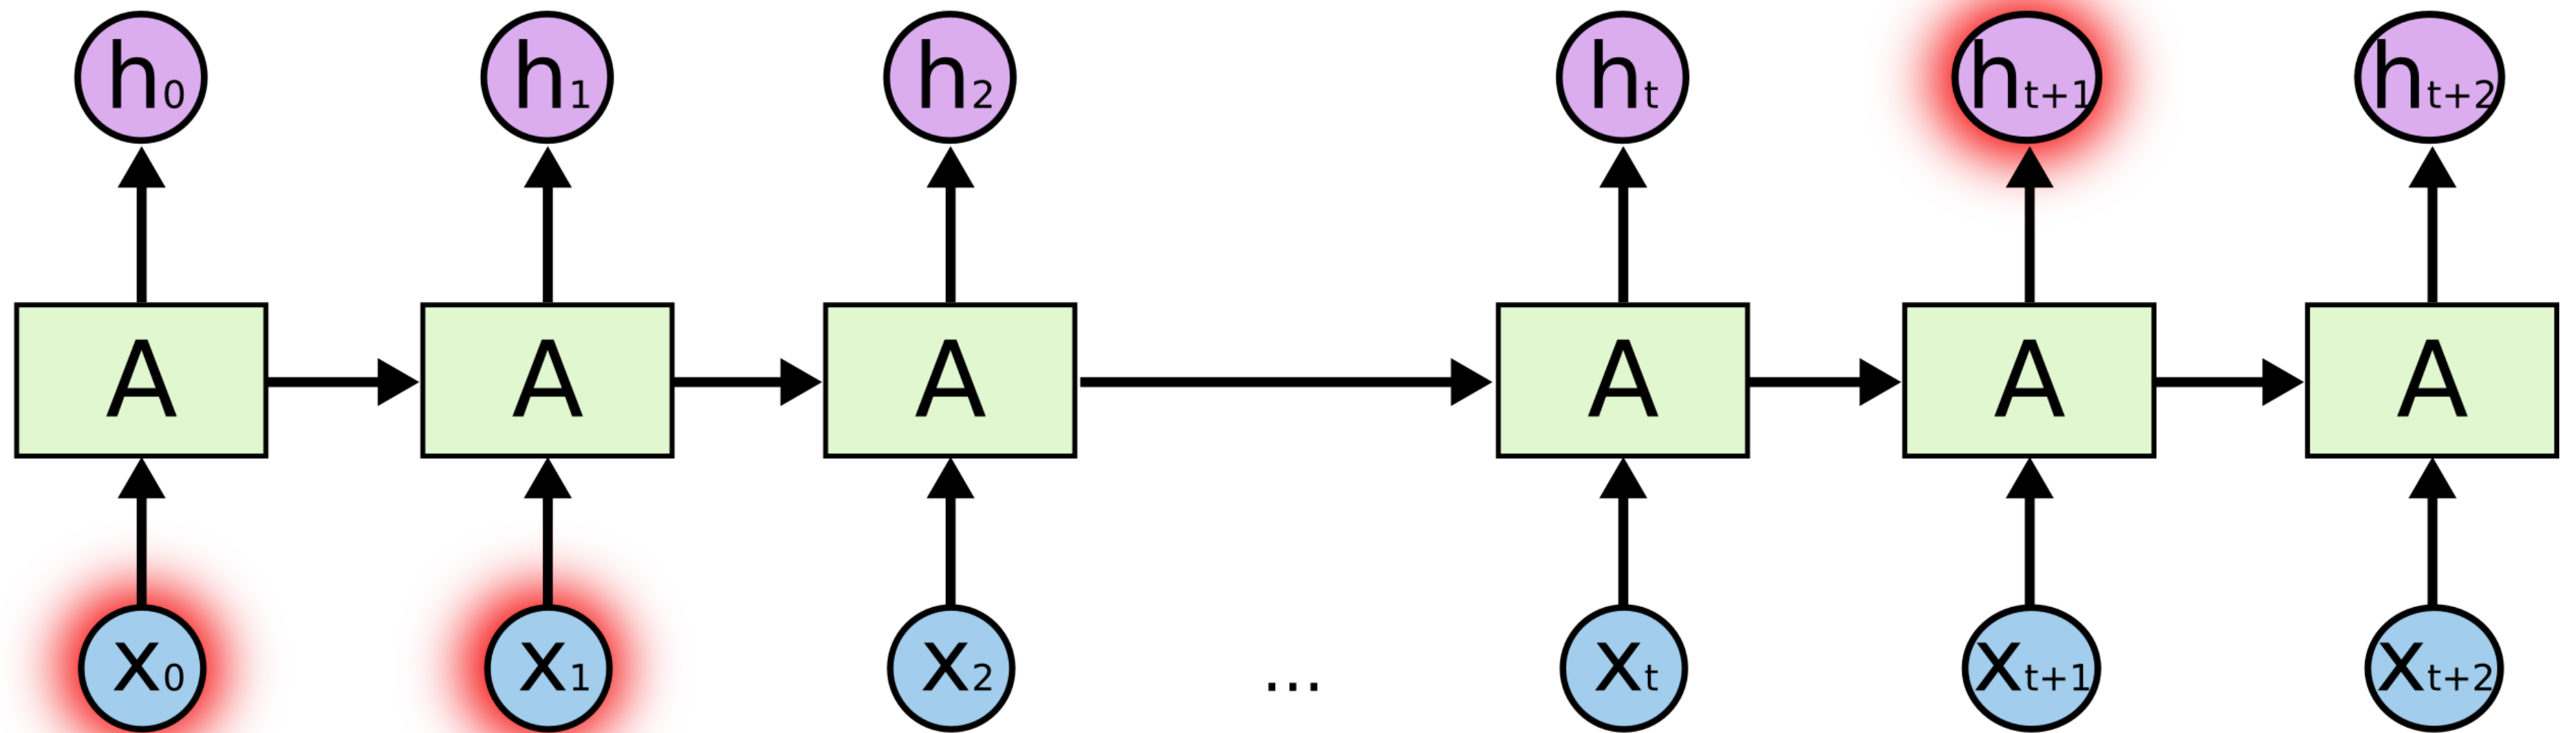 h₀ h₁ h₂ hₜ hₜ₊₁ hₜ₊₂
A A A A A A
x₀ x₁ x₂ ... xₜ xₜ₊₁ xₜ₊₂